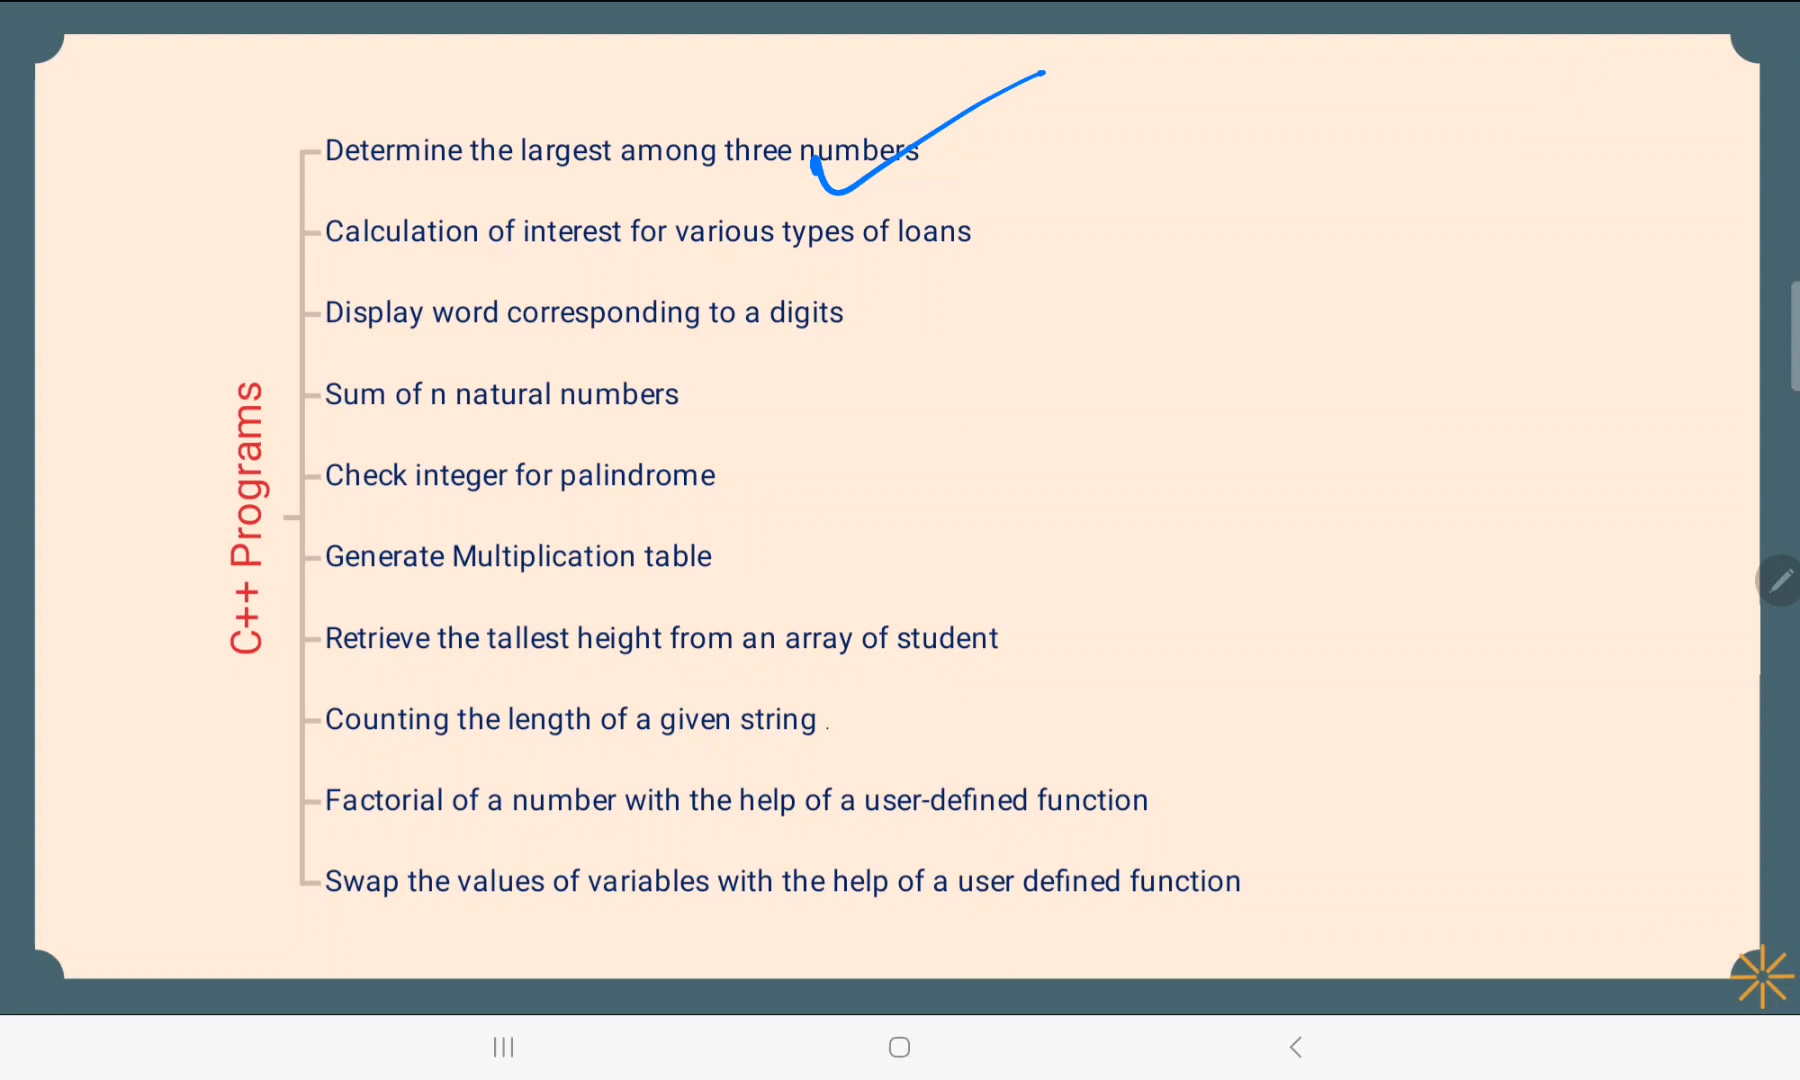 C++ Programs
Determine the largest among three numbers
Calculation of interest for various types of loans
Display word corresponding to a digits
Sum of n natural numbers
Check integer for palindrome
Generate Multiplication table
Retrieve the tallest height from an array of student
Counting the length of a given string .
Factorial of a number with the help of a user-defined function
Swap the values of variables with the help of a user defined function